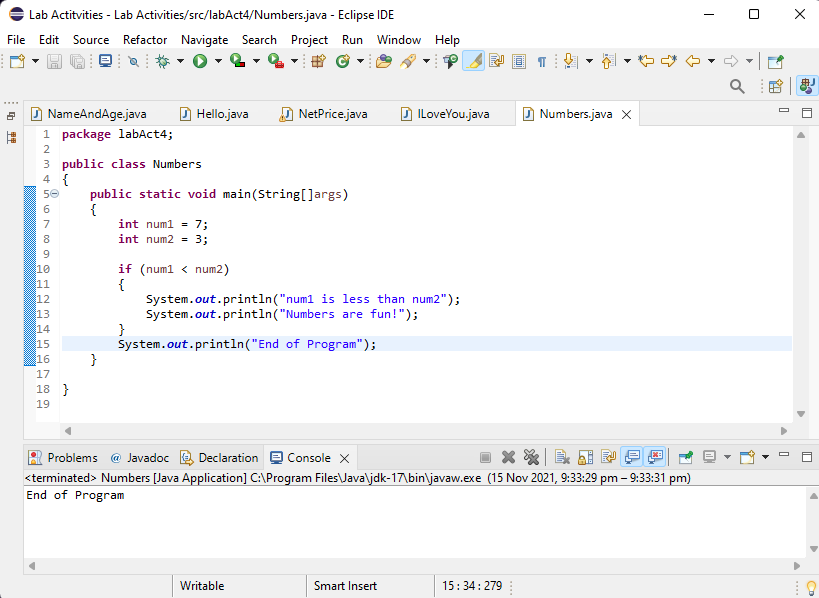 Lab Actitvities - Lab Activities/src/labAct4/Numbers.java - Eclipse IDE
File Edit Source Refactor Navigate Search Project Run Window Help
NameAndAge.java Hello.java NetPrice.java ILoveYou.java Numbers.java
1 package labAct4;
2
3 public class Numbers
4 {
5 public static void main(String[]args)
6 {
7 int num1 = 7;
8 int num2 = 3;
9
10 if (num1 < num2)
11 {
12 System.out.println("num1 is less than num2");
13 System.out.println("Numbers are fun!");
14 }
15 System.out.println("End of Program");
16 }
17
18 }
19
Problems @ Javadoc Declaration Console
<terminated> Numbers [Java Application] C:\Program Files\Java\jdk-17\bin\javaw.exe (15 Nov 2021, 9:33:29 pm – 9:33:31 pm)
End of Program
Writable Smart Insert 15 : 34 : 279